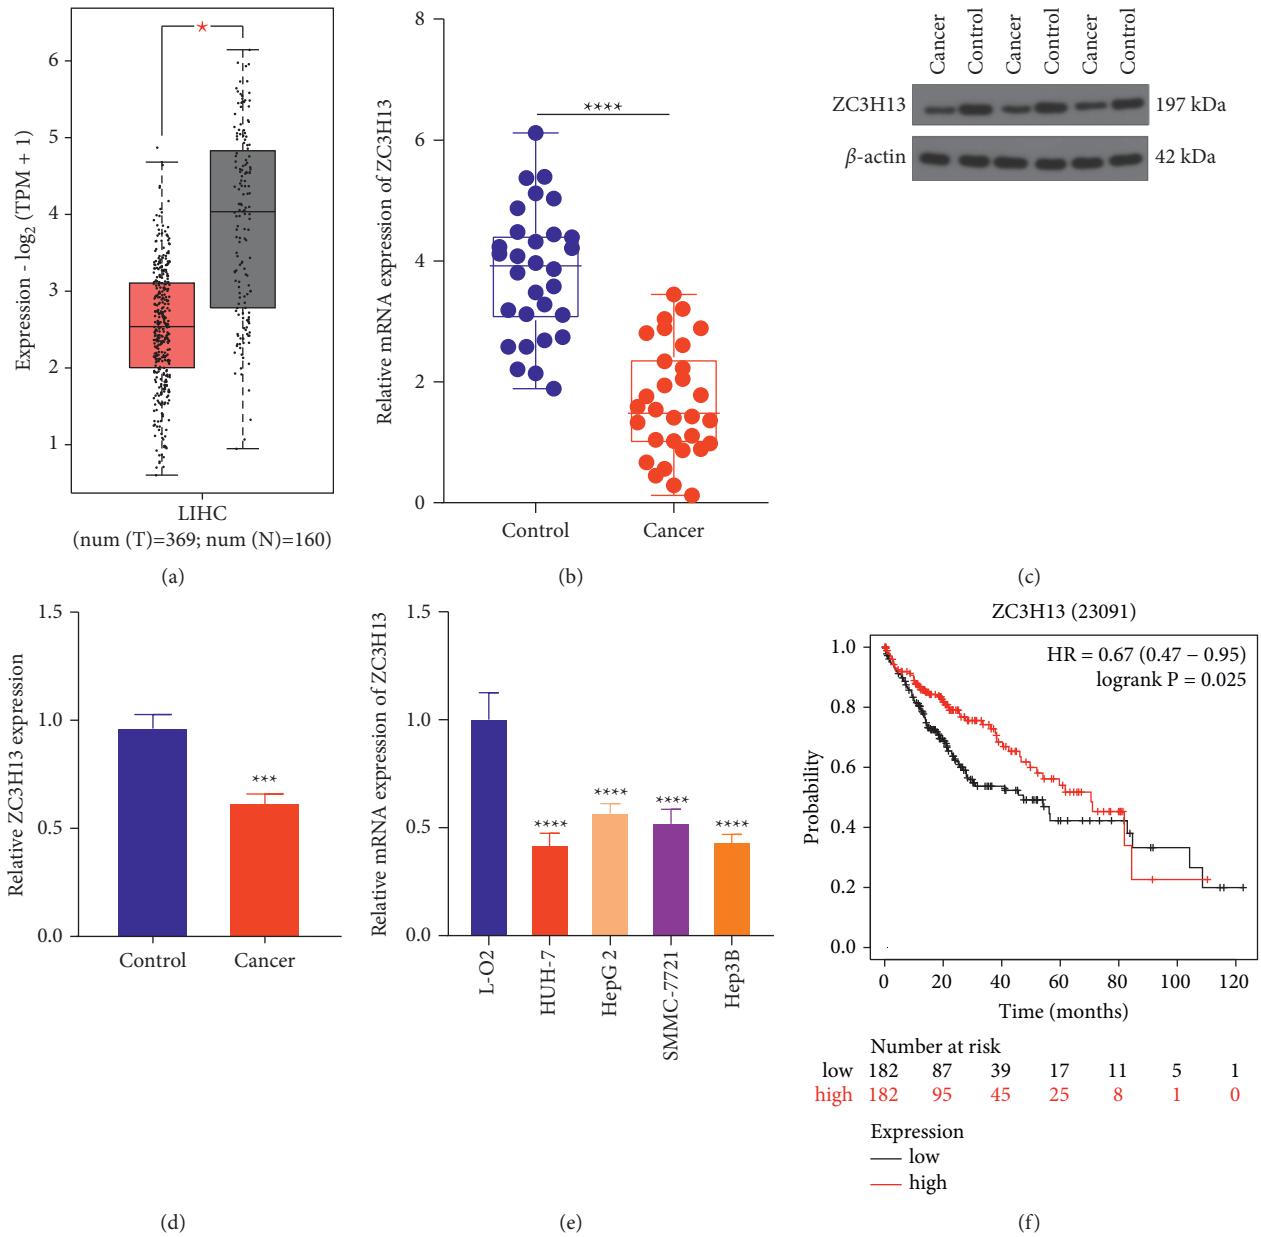 Expression - log2 (TPM + 1)
6
5
4
3
2
1
*
LIHC
(num (T)=369; num (N)=160)
(a)
Relative mRNA expression of ZC3H13
8
6
4
2
0
****
Control
Cancer
(b)
Cancer
Control
Cancer
Control
Cancer
Control
ZC3H13
197 kDa
β-actin
42 kDa
(c)
Relative ZC3H13 expression
1.5
1.0
0.5
0.0
***
Control
Cancer
(d)
Relative mRNA expression of ZC3H13
1.5
1.0
0.5
0.0
****
****
****
****
L-O2
HUH-7
HepG 2
SMMC-7721
Hep3B
(e)
ZC3H13 (23091)
HR = 0.67 (0.47 − 0.95)
logrank P = 0.025
Probability
1.0
0.8
0.6
0.4
0.2
0.0
0 20 40 60 80 100 120
Time (months)
Number at risk
low 182 87 39 17 11 5 1
high 182 95 45 25 8 1 0
Expression
low
high
(f)